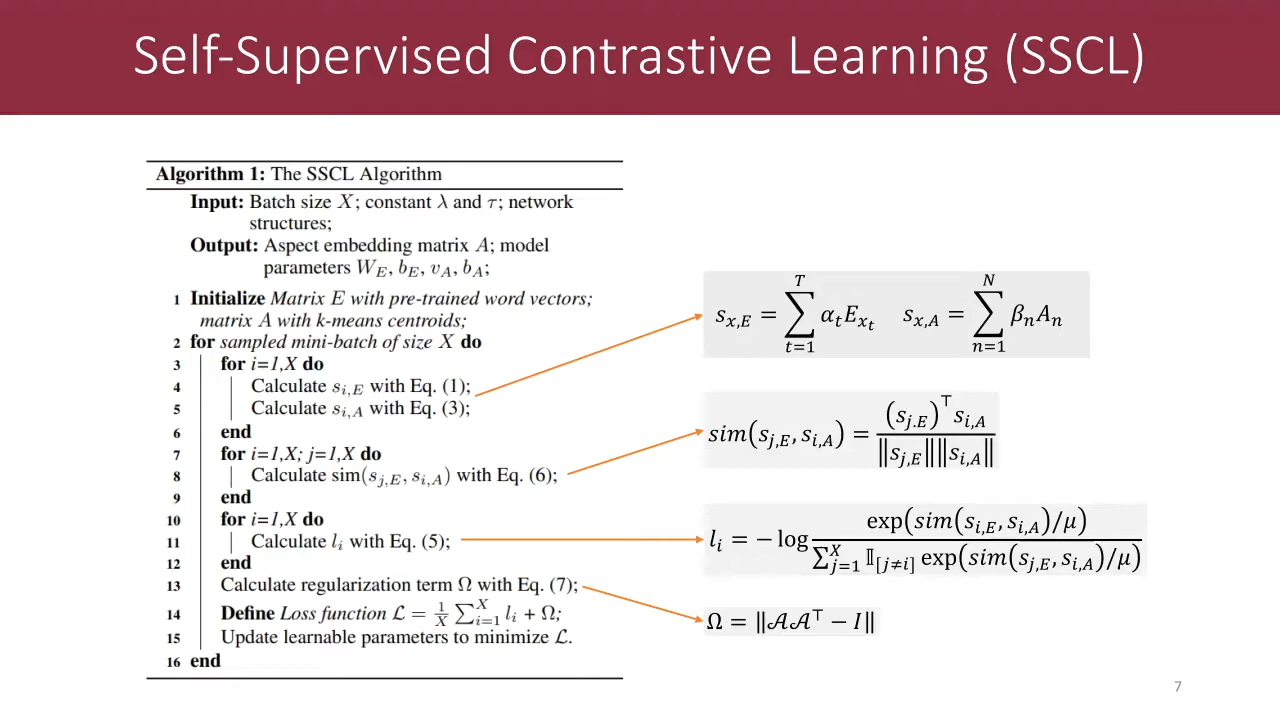 Self-Supervised Contrastive Learning (SSCL)
Algorithm 1: The SSCL Algorithm
Input: Batch size X; constant λ and τ; network
structures;
Output: Aspect embedding matrix A; model
parameters W_E, b_E, v_A, b_A;
1 Initialize Matrix E with pre-trained word vectors;
matrix A with k-means centroids;
2 for sampled mini-batch of size X do
3 for i=1,X do
4 Calculate s_{i,E} with Eq. (1);
5 Calculate s_{i,A} with Eq. (3);
6 end
7 for i=1,X; j=1,X do
8 Calculate sim(s_{j,E}, s_{i,A}) with Eq. (6);
9 end
10 for i=1,X do
11 Calculate l_i with Eq. (5);
12 end
13 Calculate regularization term Ω with Eq. (7);
14 Define Loss function ℒ = \frac{1}{X} ∑_{i=1}^{X} l_i + Ω;
15 Update learnable parameters to minimize ℒ.
16 end
s_{x,E} = ∑_{t=1}^{T} α_t E_{x_t} s_{x,A} = ∑_{n=1}^{N} β_n A_n
sim(s_{j,E}, s_{i,A}) = \frac{(s_{j.E})^⊤ s_{i,A}}{‖s_{j,E}‖‖s_{i,A}‖}
l_i = − log \frac{exp(sim(s_{i,E}, s_{i,A})/μ)}{∑_{j=1}^{X} 𝕀_{[j≠i]} exp(sim(s_{j,E}, s_{i,A})/μ)}
Ω = ‖𝒜𝒜^⊤ − I‖
7